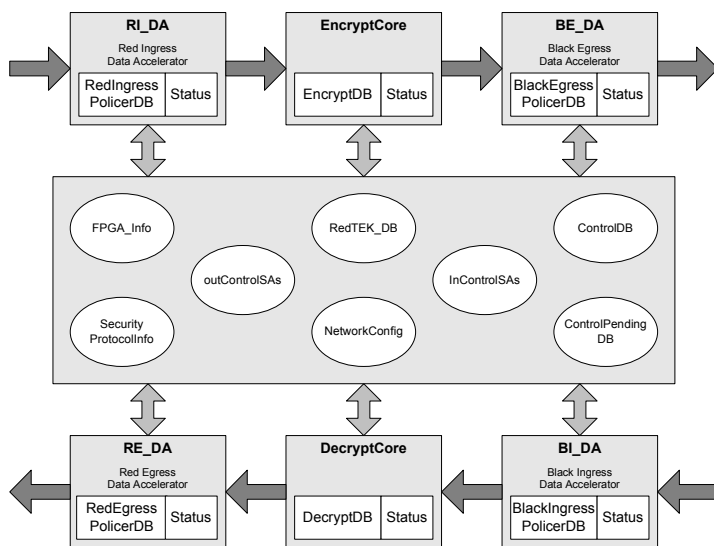 RI_DA
Red Ingress
Data Accelerator
RedIngress
PolicerDB
Status
EncryptCore
EncryptDB
Status
BE_DA
Black Egress
Data Accelerator
BlackEgress
PolicerDB
Status
FPGA_Info
RedTEK_DB
ControlDB
outControlSAs
InControlSAs
Security
ProtocolInfo
NetworkConfig
ControlPending
DB
RE_DA
Red Egress
Data Accelerator
RedEgress
PolicerDB
Status
DecryptCore
DecryptDB
Status
BI_DA
Black Ingress
Data Accelerator
BlackIngress
PolicerDB
Status